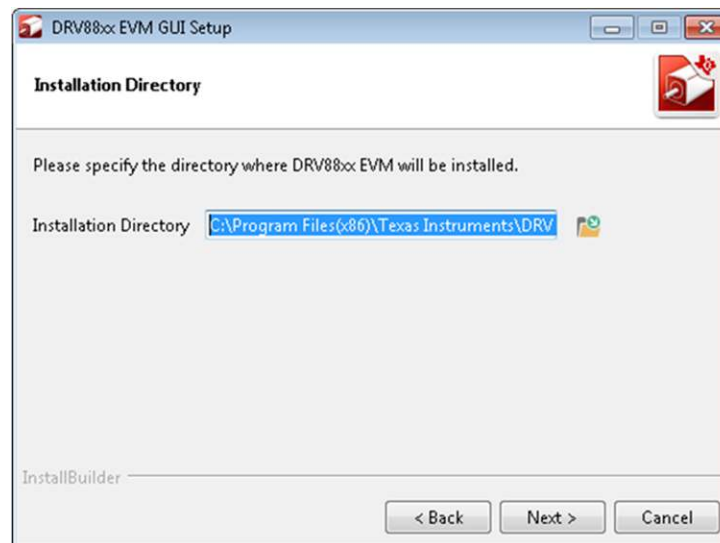 DRV88xx EVM GUI Setup
Installation Directory
Please specify the directory where DRV88xx EVM will be installed.
Installation Directory C:\Program Files(x86)\Texas Instruments\DRV
InstallBuilder
< Back Next > Cancel